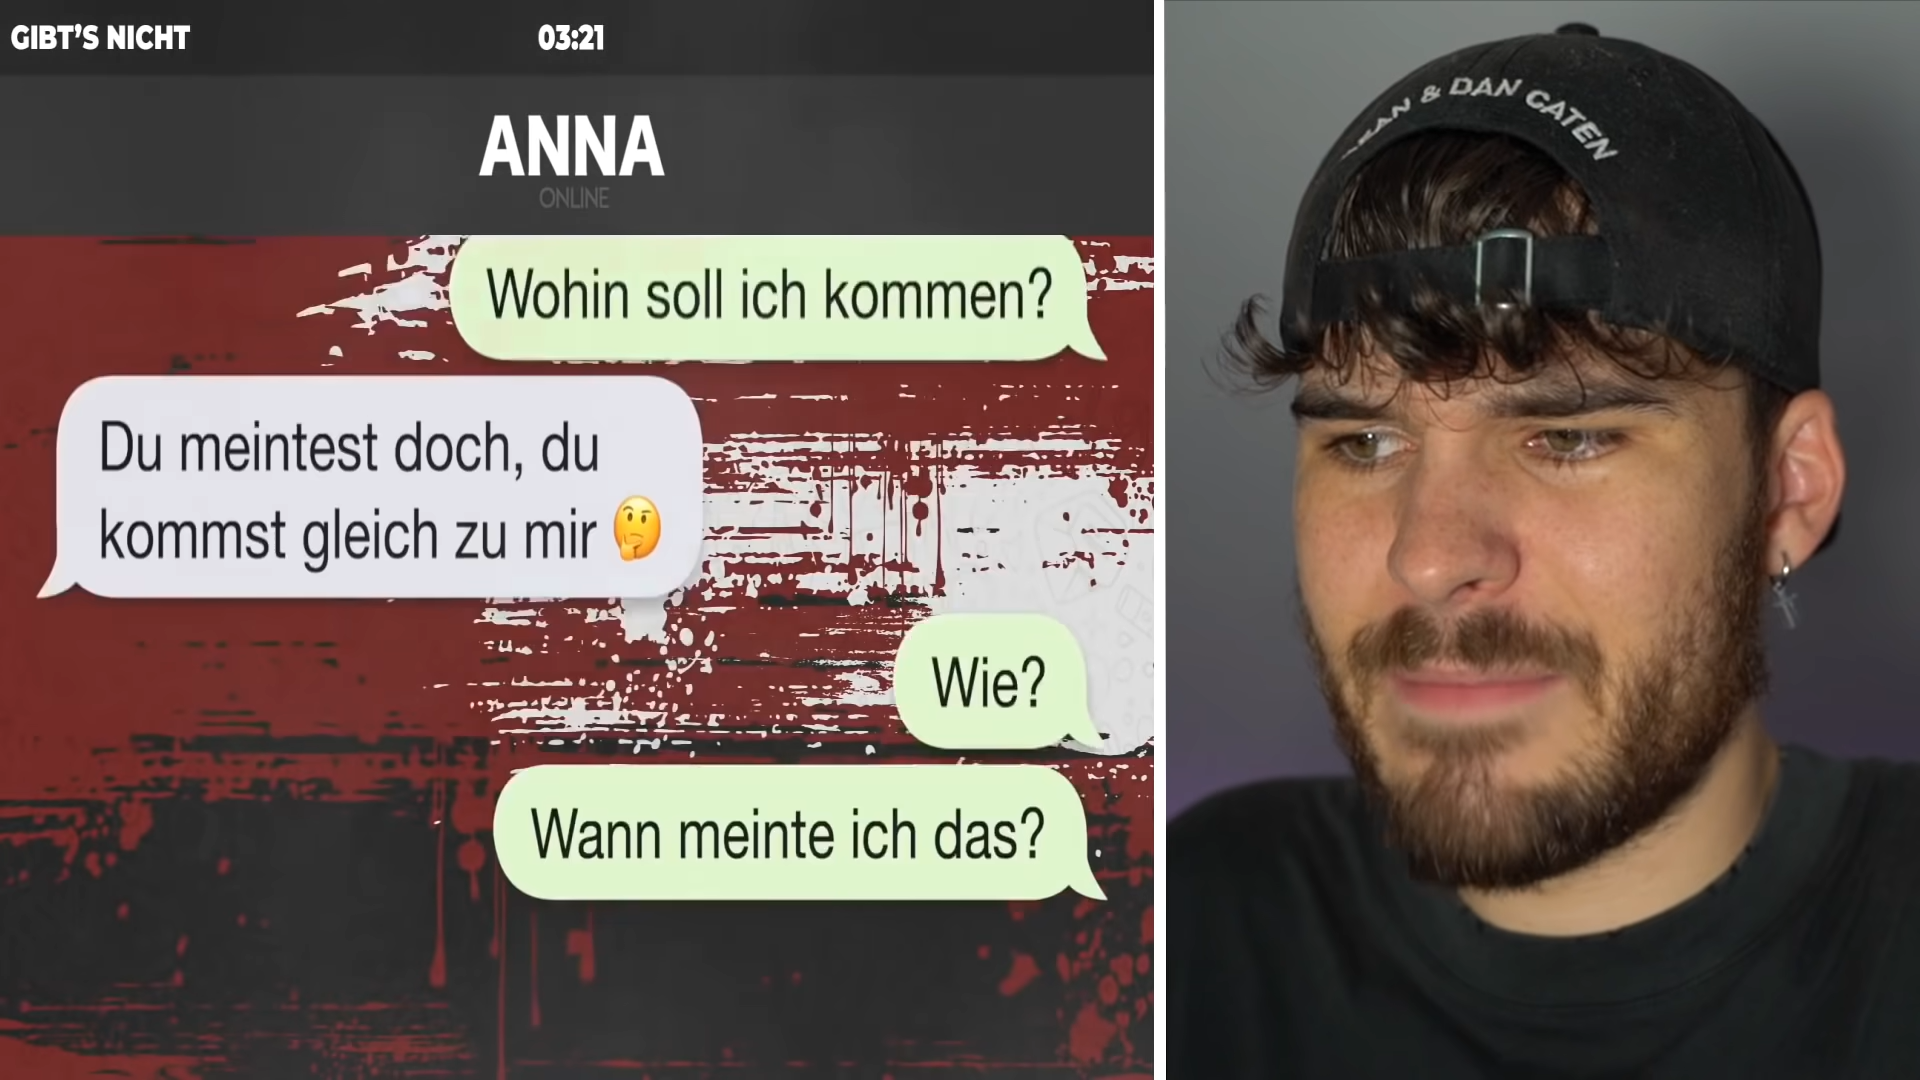 GIBT'S NICHT
03:21
ANNA
ONLINE
Wohin soll ich kommen?
Du meintest doch, du
kommst gleich zu mir 🤔
Wie?
Wann meinte ich das?
& DAN CATEN